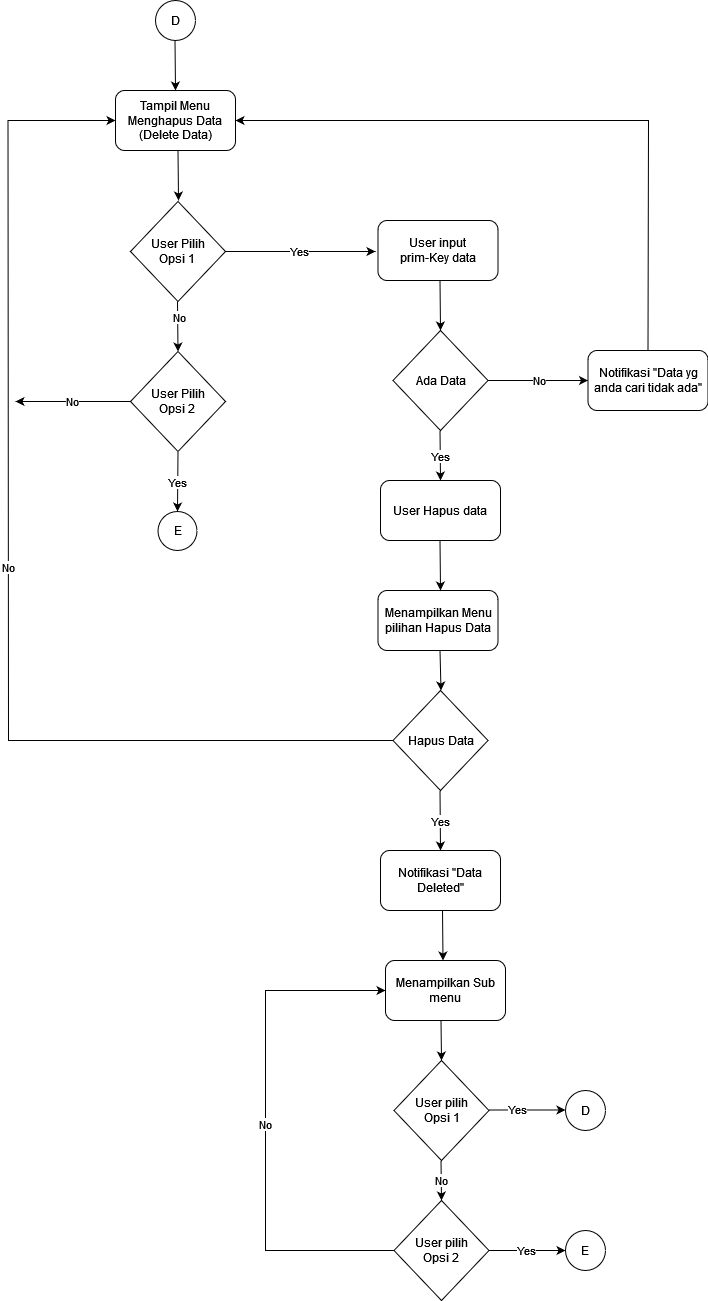 D
Tampil Menu
Menghapus Data
(Delete Data)
User Pilih
Opsi 1
Yes
User input
prim-Key data
No
User Pilih
Opsi 2
No
Yes
E
Ada Data
No
Notifikasi "Data yg
anda cari tidak ada"
Yes
User Hapus data
Menampilkan Menu
pilihan Hapus Data
No
Hapus Data
Yes
Notifikasi "Data
Deleted"
Menampilkan Sub
menu
User pilih
Opsi 1
Yes
D
No
No
User pilih
Opsi 2
Yes
E